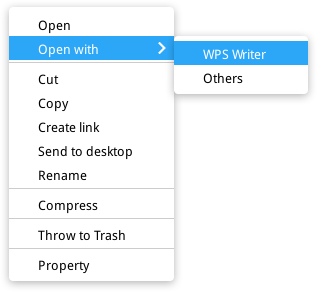 Open
Open with
WPS Writer
Others
Cut
Copy
Create link
Send to desktop
Rename
Compress
Throw to Trash
Property